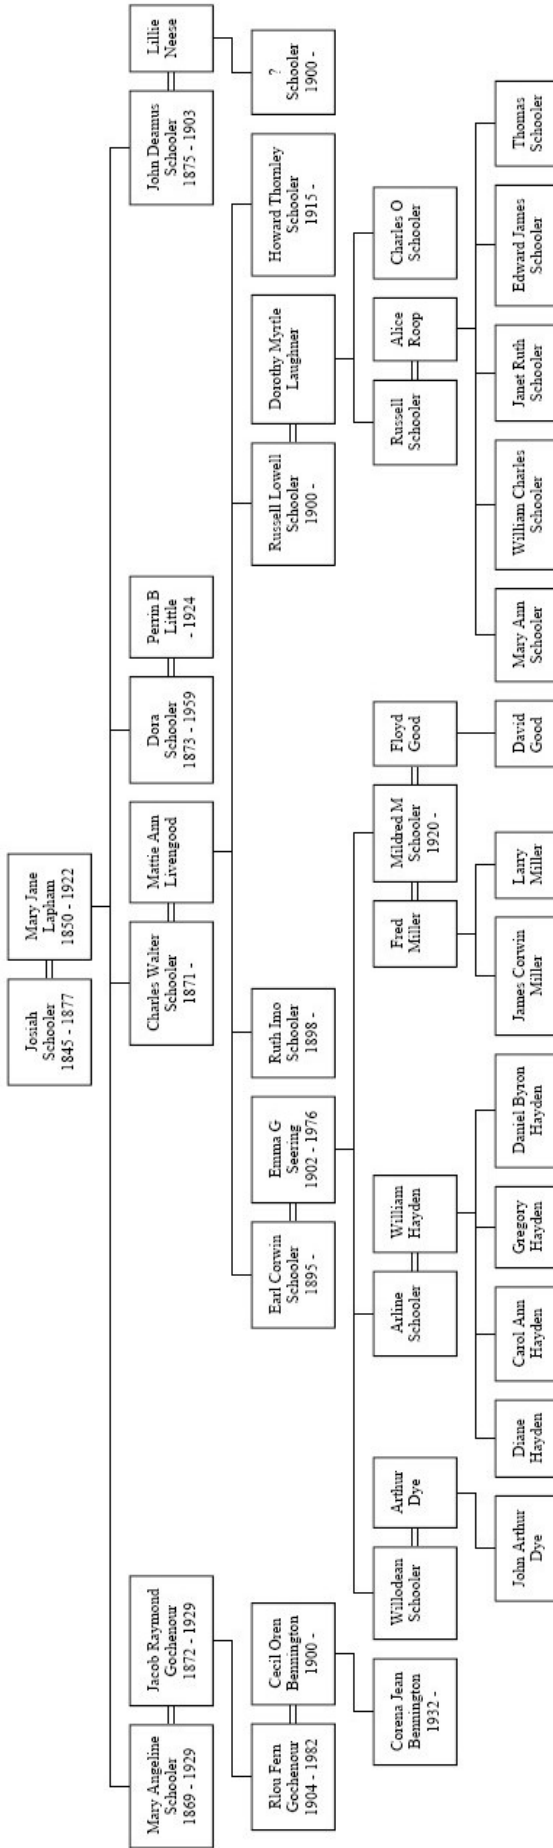 Josiah
Schooler
1845 - 1877
Mary Jane
Lapham
1850 - 1922
Mary Angeline
Schooler
1869 - 1929
Jacob Raymond
Gochenour
1872 - 1929
Charles Walter
Schooler
1871 -
Mattie Ann
Livengood
Dora
Schooler
1873 - 1959
Perrin B
Little
- 1924
John Deamus
Schooler
1875 - 1903
Lillie
Neese
Rlou Fern
Gochenour
1904 - 1982
Cecil Oren
Bennington
1900 -
Earl Corwin
Schooler
1895 -
Emma G
Seering
1902 - 1976
Ruth Imo
Schooler
1898 -
Russell Lowell
Schooler
1900 -
Dorothy Myrtle
Laughner
Howard Thomley
Schooler
1915 -
?
Schooler
1900 -
Corena Jean
Bennington
1932 -
Willodean
Schooler
Arthur
Dye
Arline
Schooler
William
Hayden
Fred
Miller
Mildred M
Schooler
1920 -
Floyd
Good
Russell
Schooler
Alice
Roop
Charles O
Schooler
John Arthur
Dye
Diane
Hayden
Carol Ann
Hayden
Gregory
Hayden
Daniel Byron
Hayden
James Corwin
Miller
Larry
Miller
David
Good
Mary Ann
Schooler
William Charles
Schooler
Janet Ruth
Schooler
Edward James
Schooler
Thomas
Schooler